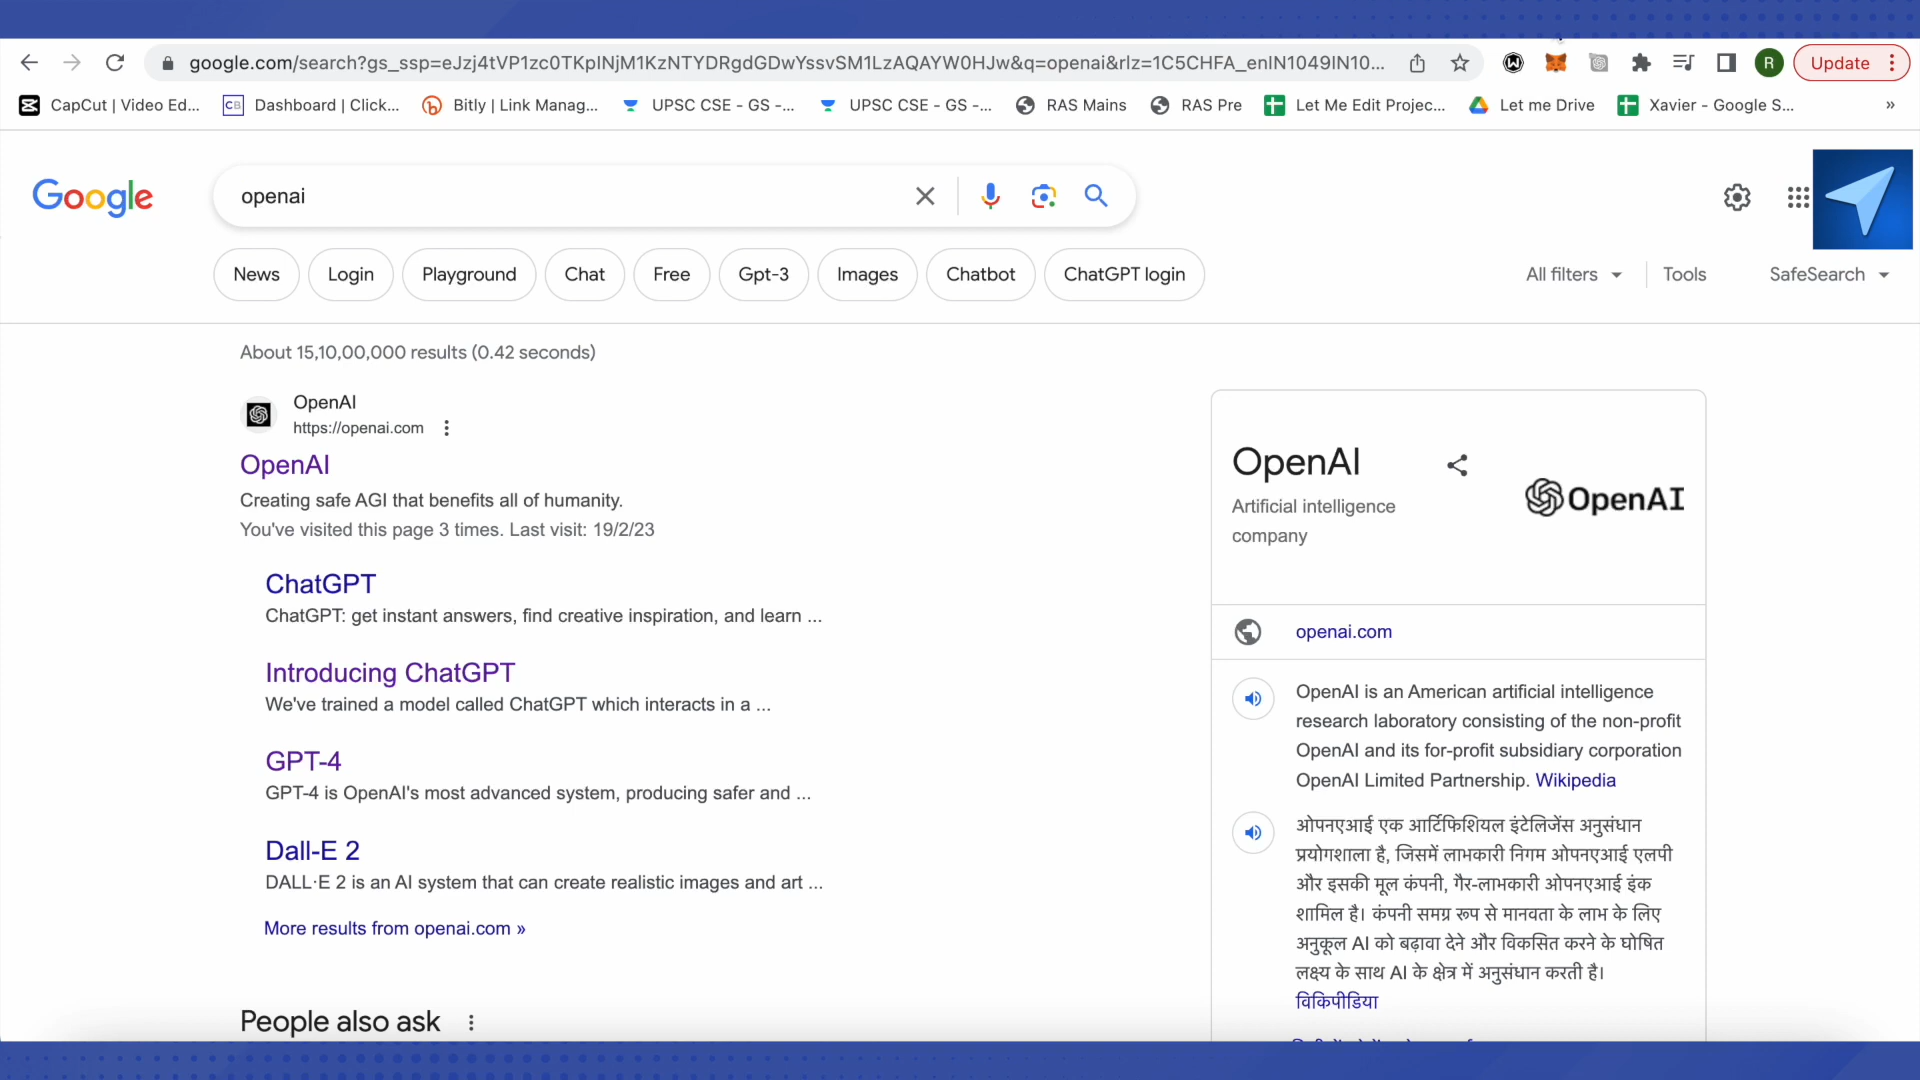 google.com/search?gs_ssp=eJzj4tVP1zc0TKpINjM1KzNTYDRgdGDwYssvSM1LzAQAYW0HJw&q=openai&rlz=1C5CHFA_enIN1049IN10...
R
Update
CapCut | Video Ed...
CB
Dashboard | Click...
Bitly | Link Manag...
UPSC CSE - GS -...
UPSC CSE - GS -...
RAS Mains
RAS Pre
Let Me Edit Projec...
Let me Drive
Xavier - Google S...
»
Google
openai
News
Login
Playground
Chat
Free
Gpt-3
Images
Chatbot
ChatGPT login
All filters
Tools
SafeSearch
About 15,10,00,000 results (0.42 seconds)
OpenAI
https://openai.com
OpenAI
Creating safe AGI that benefits all of humanity.
You've visited this page 3 times. Last visit: 19/2/23
ChatGPT
ChatGPT: get instant answers, find creative inspiration, and learn ...
Introducing ChatGPT
We've trained a model called ChatGPT which interacts in a ...
GPT-4
GPT-4 is OpenAI's most advanced system, producing safer and ...
Dall-E 2
DALL·E 2 is an AI system that can create realistic images and art ...
More results from openai.com »
People also ask
OpenAI
Artificial intelligence
company
OpenAI
openai.com
OpenAI is an American artificial intelligence
research laboratory consisting of the non-profit
OpenAI and its for-profit subsidiary corporation
OpenAI Limited Partnership. Wikipedia
ओपनएआई एक आर्टिफिशियल इंटेलिजेंस अनुसंधान
प्रयोगशाला है, जिसमें लाभकारी निगम ओपनएआई एलपी
और इसकी मूल कंपनी, गैर-लाभकारी ओपनएआई इंक
शामिल है। कंपनी समग्र रूप से मानवता के लाभ के लिए
अनुकूल AI को बढ़ावा देने और विकसित करने के घोषित
लक्ष्य के साथ AI के क्षेत्र में अनुसंधान करती है।
विकिपीडिया